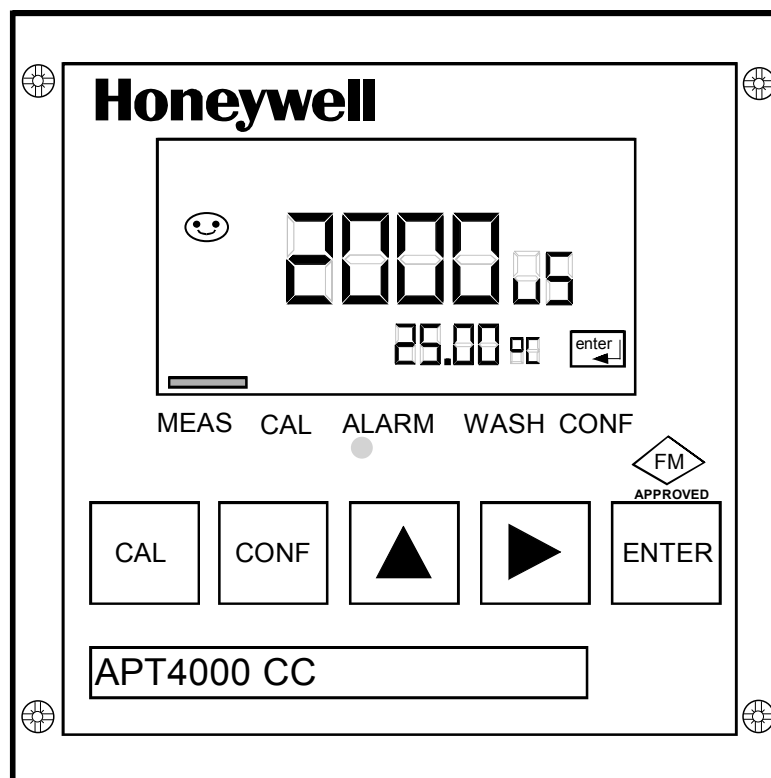 Honeywell
2000 uS
25.00 °C
enter
MEAS CAL ALARM WASH CONF
FM
APPROVED
CAL CONF ENTER
APT4000 CC